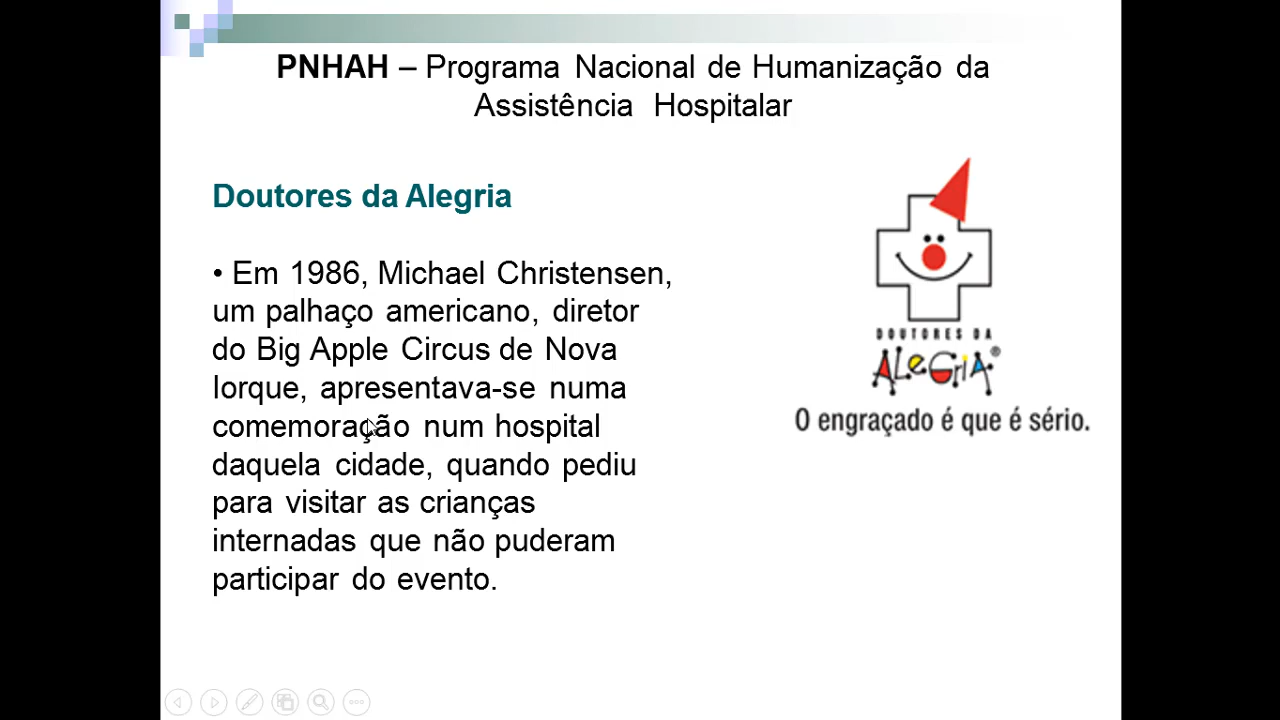 PNHAH – Programa Nacional de Humanização da
Assistência Hospitalar
Doutores da Alegria
• Em 1986, Michael Christensen,
um palhaço americano, diretor
do Big Apple Circus de Nova
Iorque, apresentava-se numa
comemoração num hospital
daquela cidade, quando pediu
para visitar as crianças
internadas que não puderam
participar do evento.
DOUTORES DA
ALEGRIA®
O engraçado é que é sério.